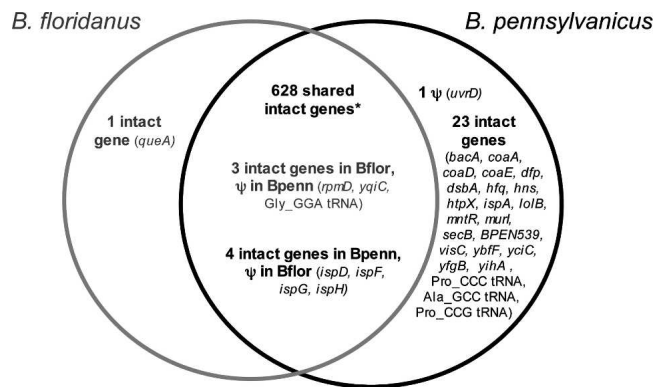 B. floridanus
B. pennsylvanicus
1 intact
gene (queA)
628 shared
intact genes*
3 intact genes in Bflor,
ψ in Bpenn (rpmD, yqiC,
Gly_GGA tRNA)
4 intact genes in Bpenn,
ψ in Bflor (ispD, ispF,
ispG, ispH)
1 ψ (uvrD)
23 intact
genes
(bacA, coaA,
coaD, coaE, dfp,
dsbA, hfq, hns,
htpX, ispA, lolB,
mntR, murI,
secB, BPEN539,
visC, ybfF, yciC,
yfgB, yihA ,
Pro_CCC tRNA,
Ala_GCC tRNA,
Pro_CCG tRNA)